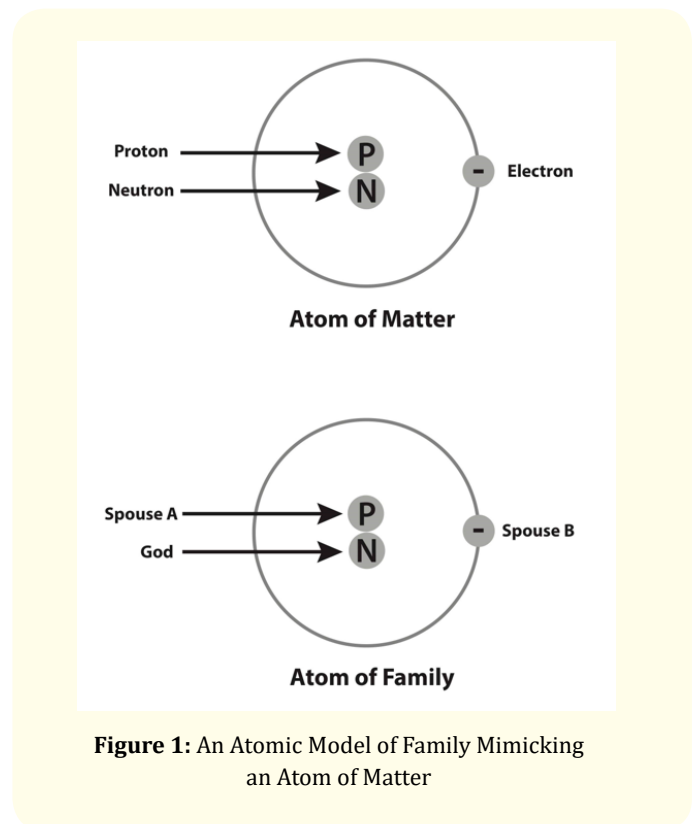 Proton
P
Neutron
N
-
Electron
Atom of Matter
Spouse A
P
God
N
-
Spouse B
Atom of Family
Figure 1: An Atomic Model of Family Mimicking
an Atom of Matter